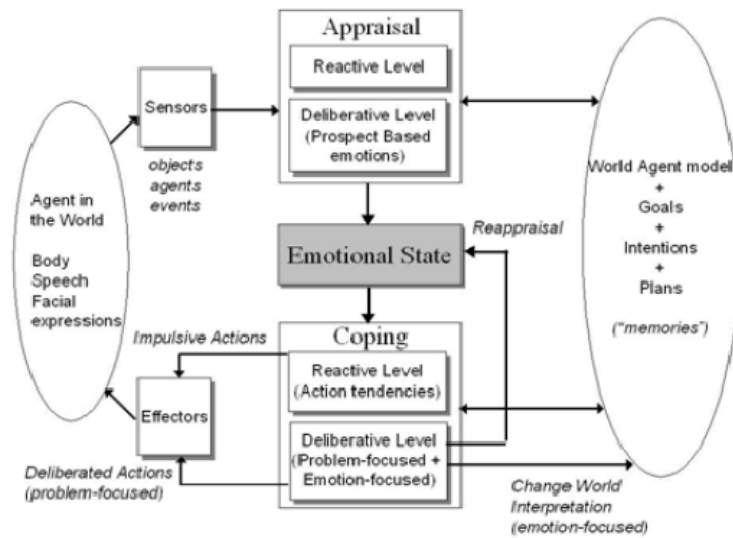 Appraisal
Reactive Level
Deliberative Level
(Prospect Based
emotions)
Sensors
objects
agents
events
Agent in
the World
Body
Speech
Facial
expressions
World Agent model
+
Goals
+
Intentions
+
Plans
("memories")
Reappraisal
Emotional State
Impulsive Actions
Coping
Reactive Level
(Action tendencies)
Effectors
Deliberative Level
(Problem-focused +
Emotion-focused)
Deliberated Actions
(problem-focused)
Change World
Interpretation
(emotion-focused)